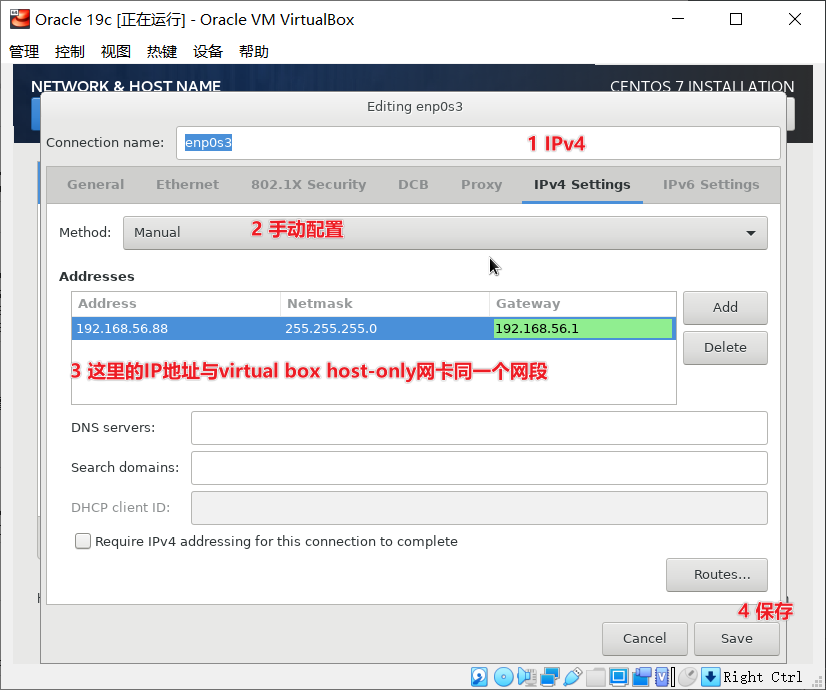 Oracle 19c [正在运行] - Oracle VM VirtualBox
管理 控制 视图 热键 设备 帮助
NETWORK & HOST NAME CENTOS 7 INSTALLATION
Editing enp0s3
Connection name: enp0s3 1 IPv4
General Ethernet 802.1X Security DCB Proxy IPv4 Settings IPv6 Settings
Method: Manual 2 手动配置
Addresses
Address Netmask Gateway
192.168.56.88 255.255.255.0 192.168.56.1
Add
Delete
3 这里的IP地址与virtual box host-only网卡同一个网段
DNS servers:
Search domains:
DHCP client ID:
Require IPv4 addressing for this connection to complete
Routes...
4 保存
Cancel Save
Right Ctrl